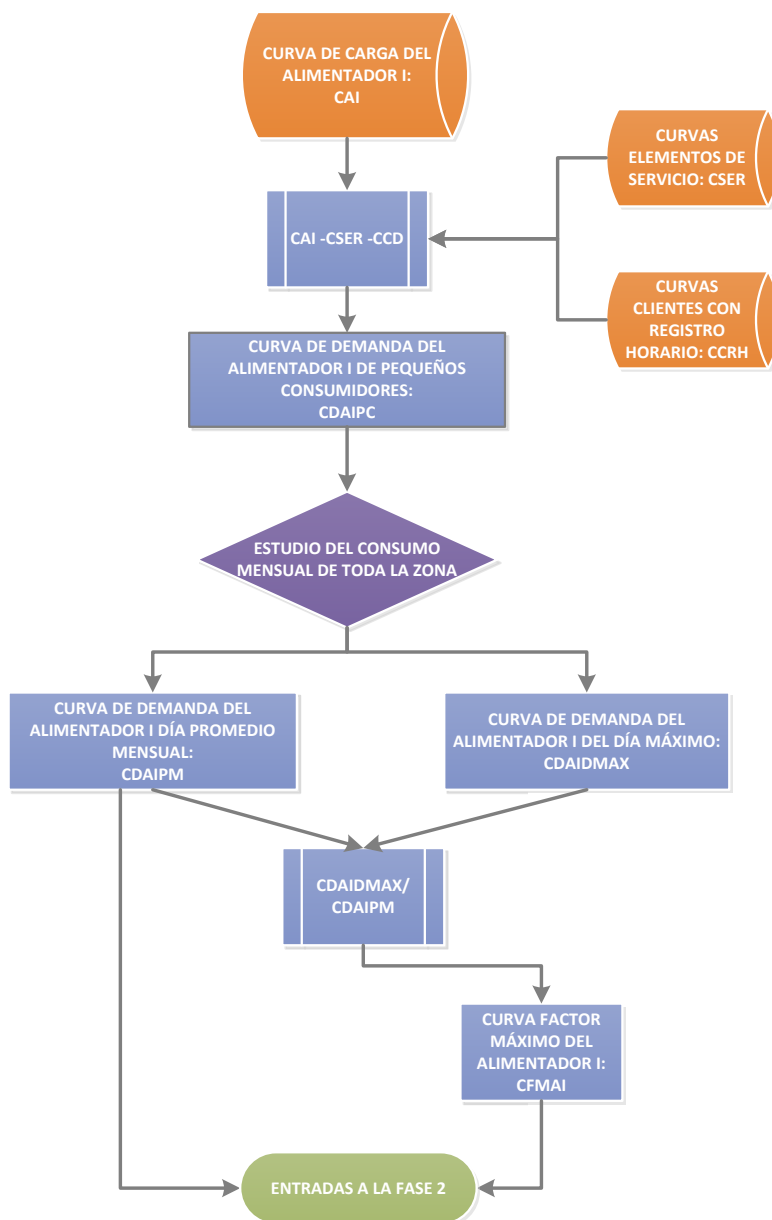 CURVA DE CARGA DEL
ALIMENTADOR I:
CAI
CURVAS
ELEMENTOS DE
SERVICIO: CSER
CAI -CSER -CCD
CURVAS
CLIENTES CON
REGISTRO
HORARIO: CCRH
CURVA DE DEMANDA DEL
ALIMENTADOR I DE PEQUEÑOS
CONSUMIDORES:
CDAIPC
ESTUDIO DEL CONSUMO
MENSUAL DE TODA LA ZONA
CURVA DE DEMANDA DEL
ALIMENTADOR I DÍA PROMEDIO
MENSUAL:
CDAIPM
CURVA DE DEMANDA DEL
ALIMENTADOR I DEL DÍA MÁXIMO:
CDAIDMAX
CDAIDMAX/
CDAIPM
CURVA FACTOR
MÁXIMO DEL
ALIMENTADOR I:
CFMAI
ENTRADAS A LA FASE 2